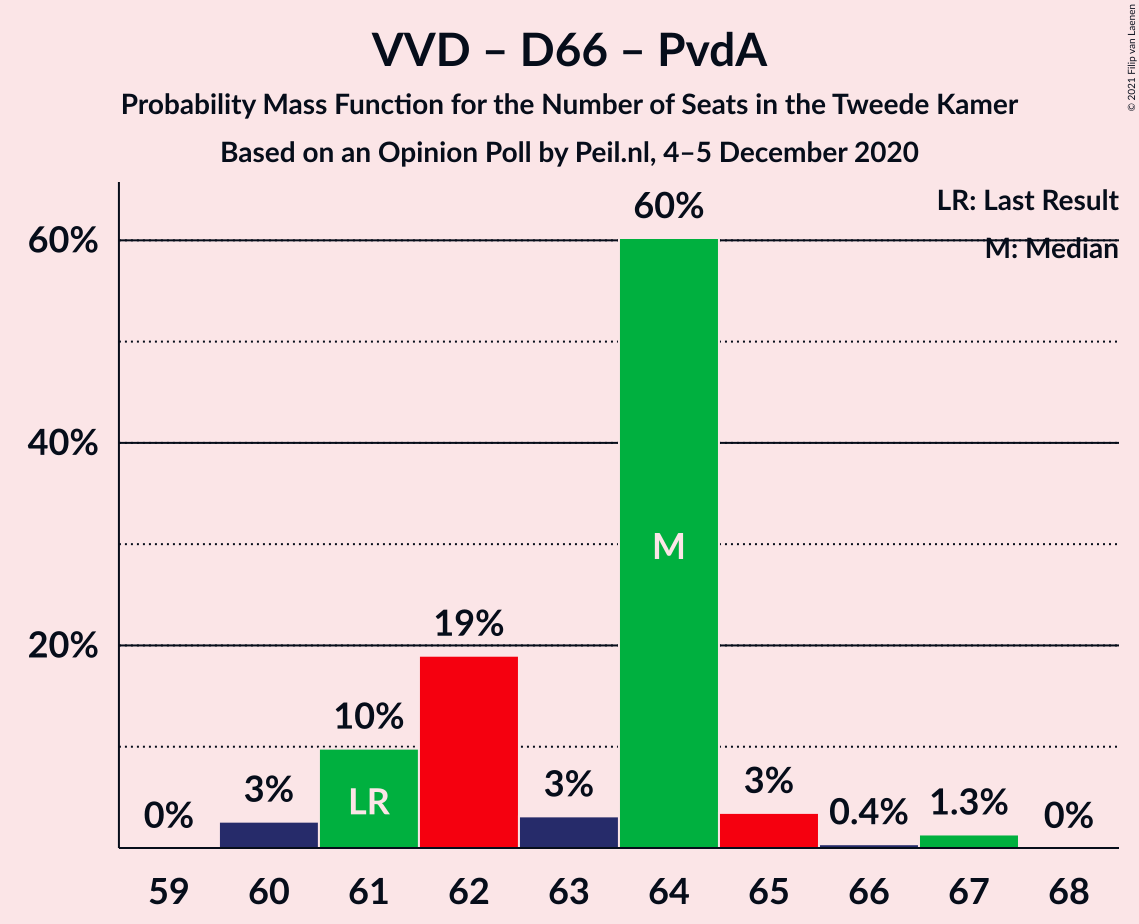 VVD – D66 – PvdA
Probability Mass Function for the Number of Seats in the Tweede Kamer
Based on an Opinion Poll by Peil.nl, 4–5 December 2020
© 2021 Filip van Laenen
LR: Last Result
M: Median
60%
40%
20%
0%
3%
10%
19%
3%
60%
3%
0.4%
1.3%
0%
LR
M
59 60 61 62 63 64 65 66 67 68